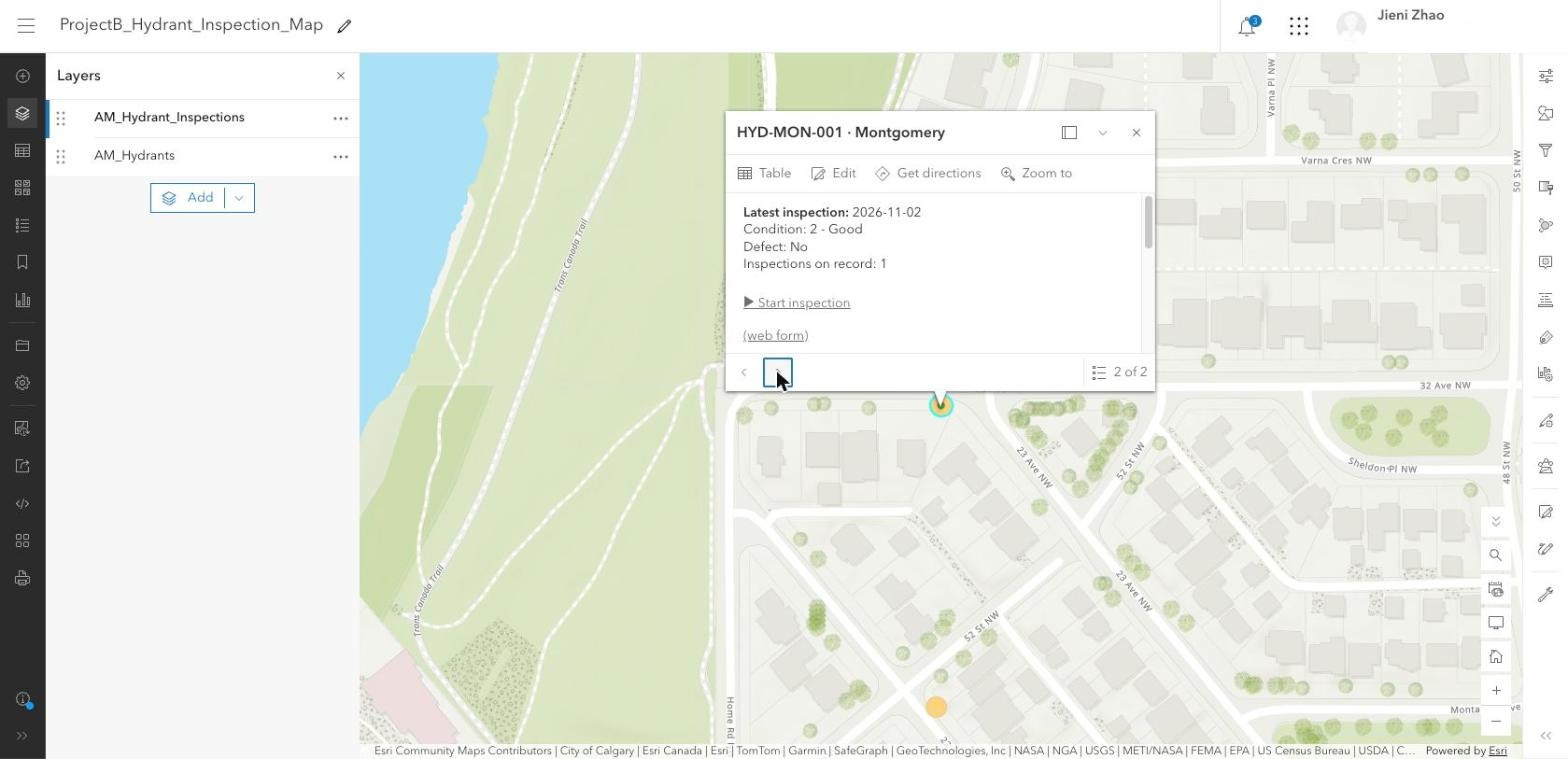 ProjectB_Hydrant_Inspection_Map
3
Jieni Zhao
Layers
AM_Hydrant_Inspections
AM_Hydrants
Add
HYD-MON-001 · Montgomery
Table
Edit
Get directions
Zoom to
Latest inspection: 2026-11-02
Condition: 2 - Good
Defect: No
Inspections on record: 1
Start inspection
(web form)
2 of 2
Trans Canada Trail
Trans Canada Trail
Varna Pl NW
Varna Cres NW
50 St NW
32 Ave NW
23 Ave NW
52 St NW
Sheldon Pl NW
48 St NW
23 Ave NW
52 St NW
Home Rd
Esri Community Maps Contributors | City of Calgary | Esri Canada | Esri | TomTom | Garmin | SafeGraph | GeoTechnologies, Inc | NASA | NGA | USGS | METI/NASA | FEMA | EPA | US Census Bureau | USDA | C...
Powered by Esri